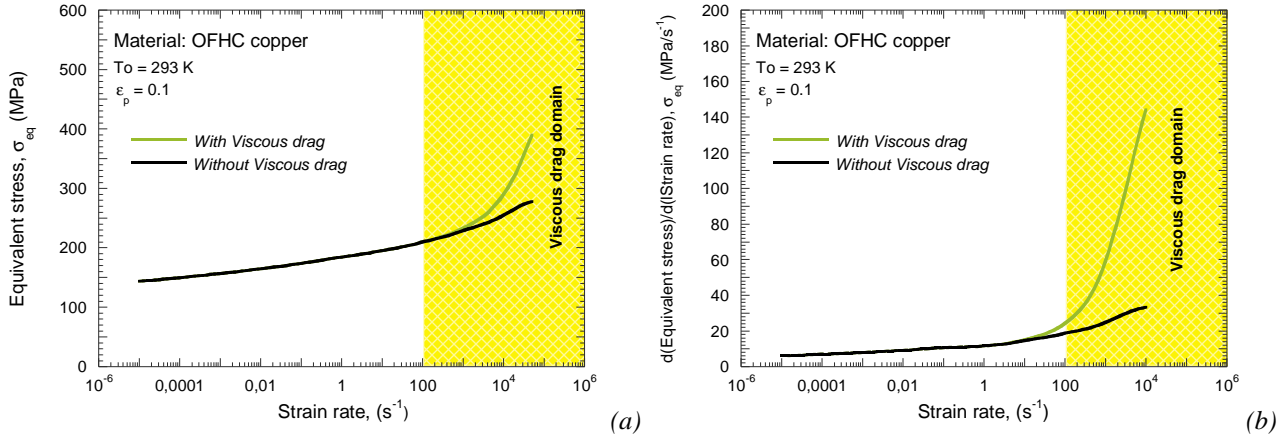 600
500
400
300
200
100
0
Equivalent stress, σeq (MPa)
Material: OFHC copper
To = 293 K
εp = 0.1
With Viscous drag
Without Viscous drag
Viscous drag domain
10-6
0,0001
0,01
1
100
104
106
Strain rate, (s-1)
(a)
200
180
160
140
120
100
80
60
40
20
0
d(Equivalent stress)/d(lStrain rate), σeq (MPa/s-1)
Material: OFHC copper
To = 293 K
εp = 0.1
With Viscous drag
Without Viscous drag
Viscous drag domain
10-6
0,0001
0,01
1
100
104
106
Strain rate, (s-1)
(b)